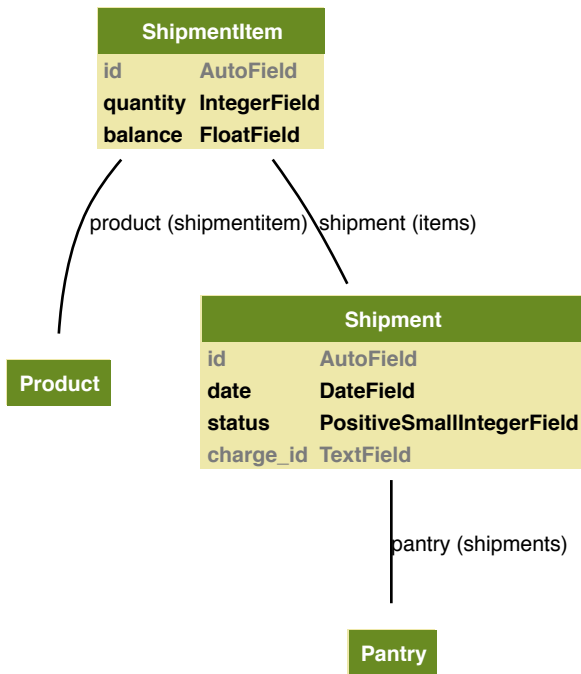 ShipmentItem
id AutoField
quantity IntegerField
balance FloatField
product (shipmentitem) shipment (items)
Shipment
id AutoField
date DateField
status PositiveSmallIntegerField
charge_id TextField
Product
pantry (shipments)
Pantry